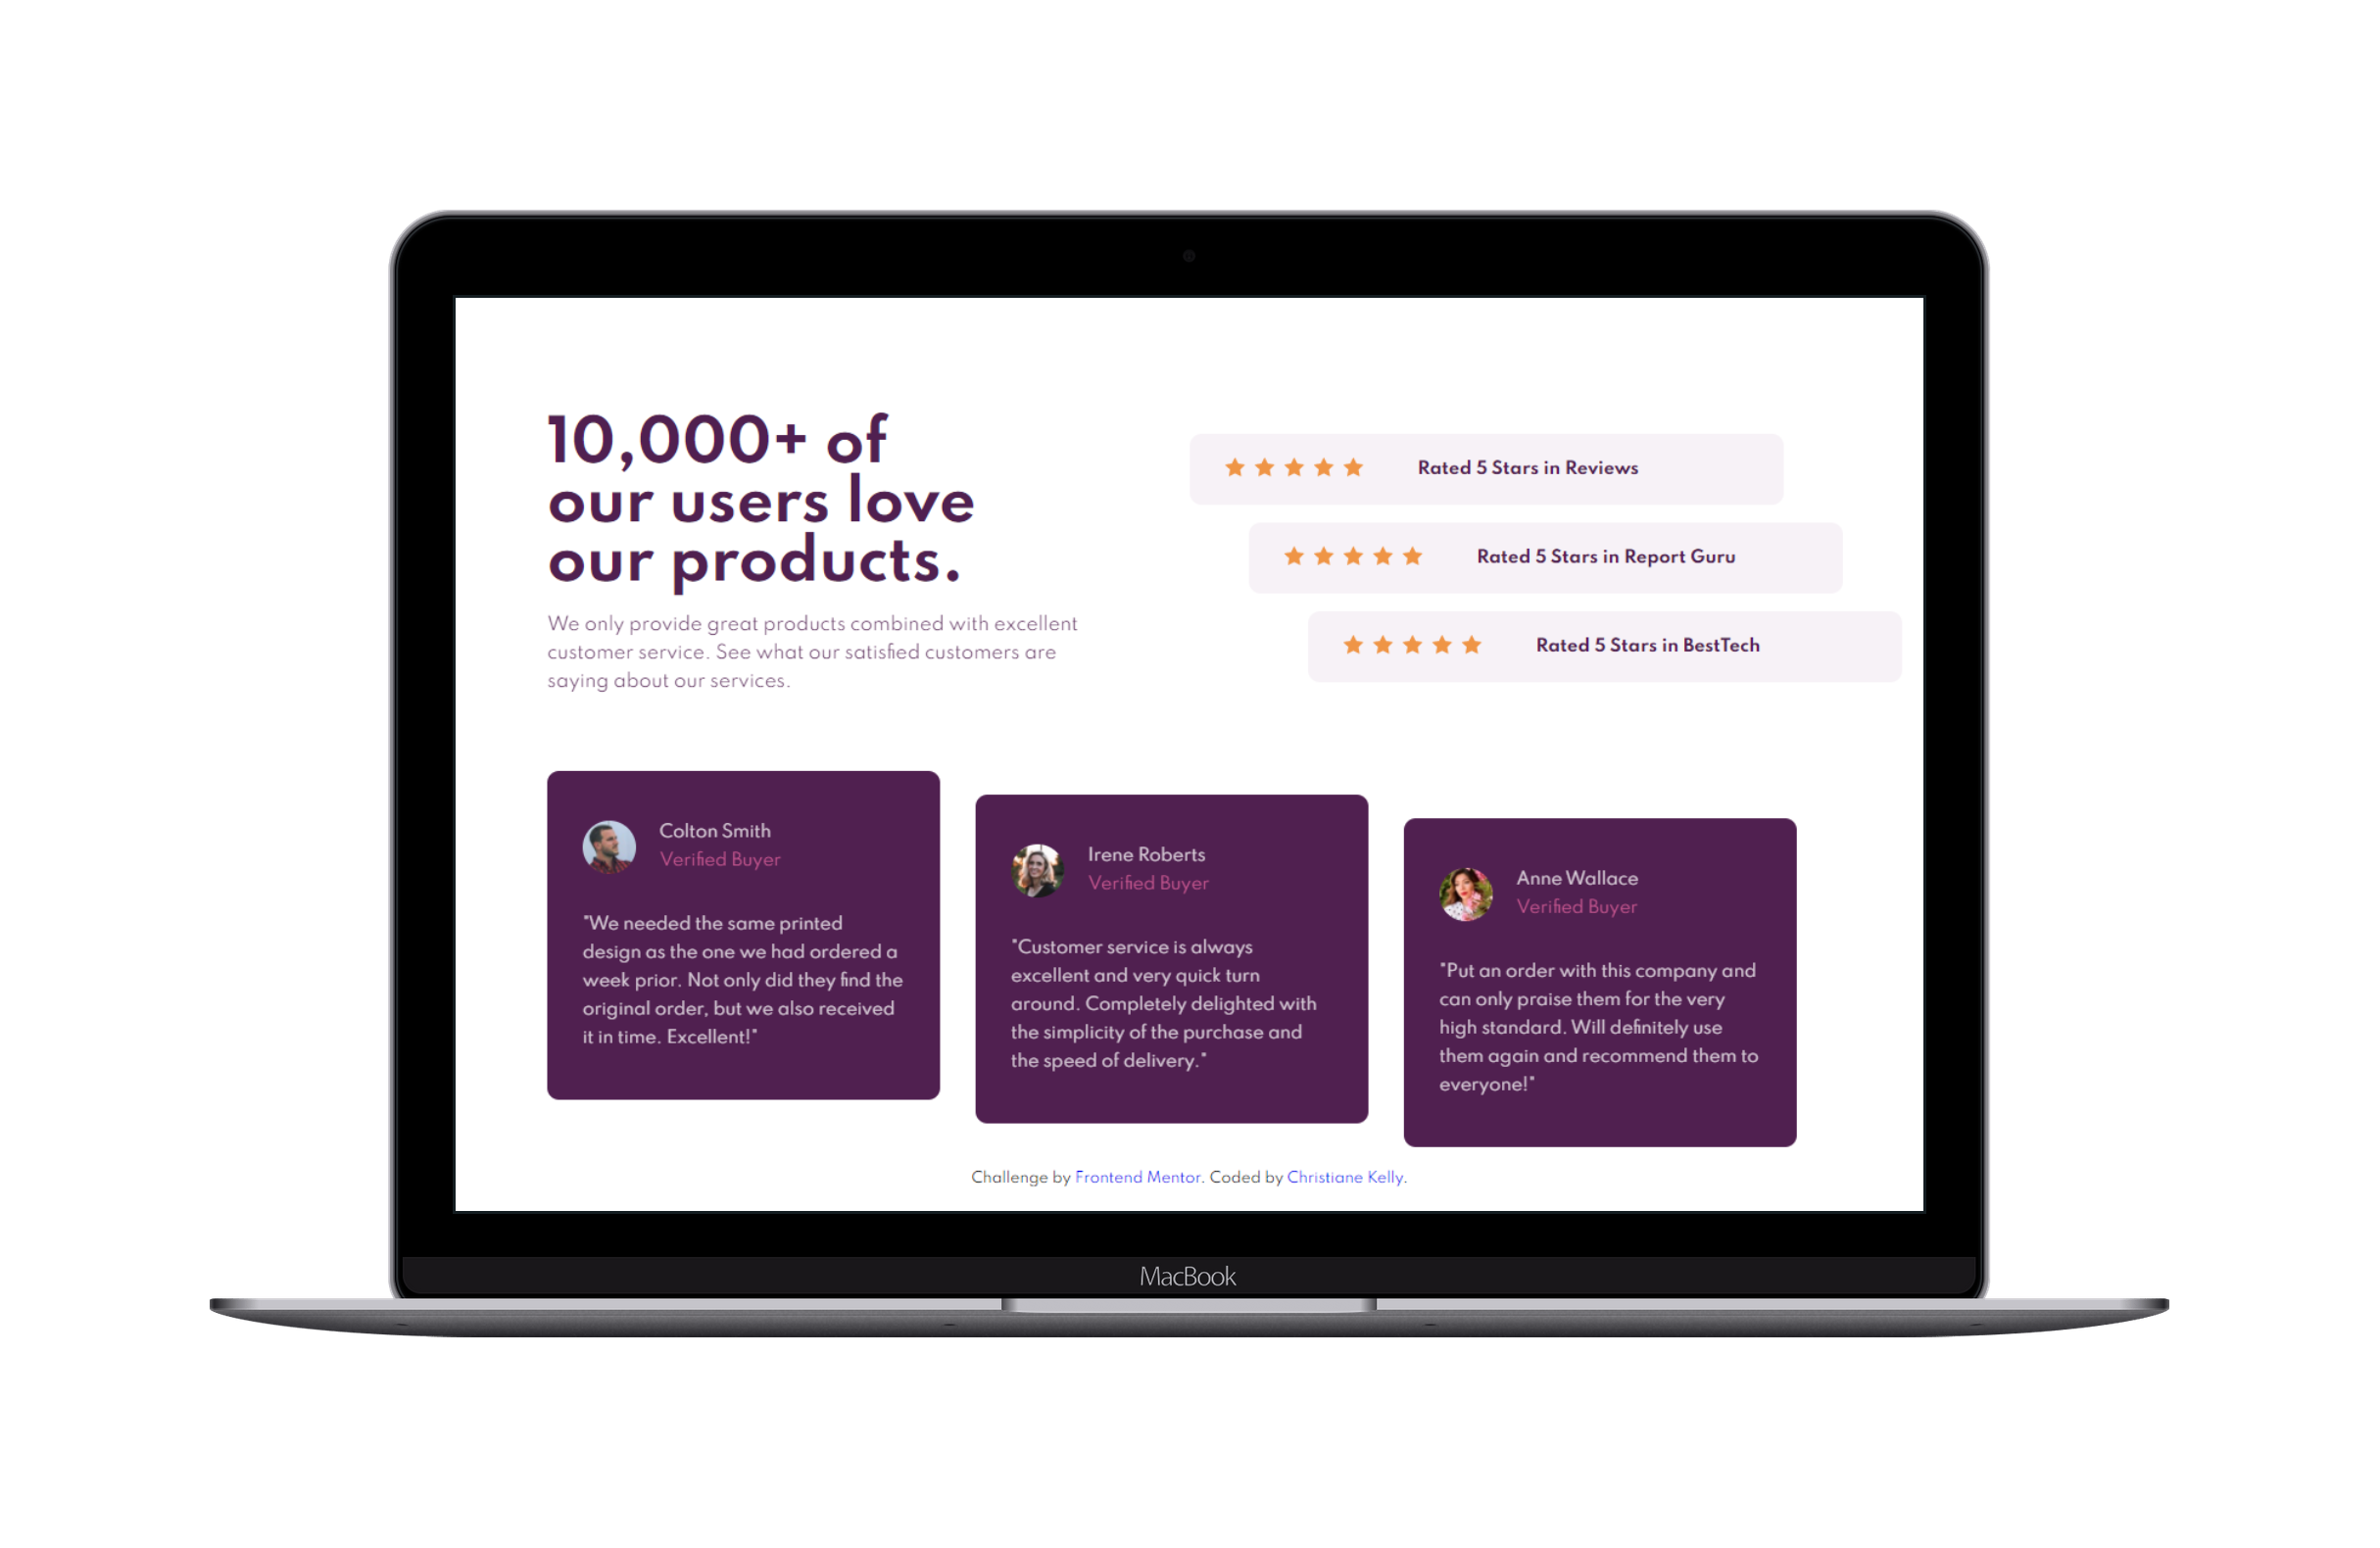 10,000+ of
our users love
our products.
We only provide great products combined with excellent
customer service. See what our satisfied customers are
saying about our services.
Rated 5 Stars in Reviews
Rated 5 Stars in Report Guru
Rated 5 Stars in BestTech
Colton Smith
Verified Buyer
"We needed the same printed
design as the one we had ordered a
week prior. Not only did they find the
original order, but we also received
it in time. Excellent!"
Irene Roberts
Verified Buyer
"Customer service is always
excellent and very quick turn
around. Completely delighted with
the simplicity of the purchase and
the speed of delivery."
Anne Wallace
Verified Buyer
"Put an order with this company and
can only praise them for the very
high standard. Will definitely use
them again and recommend them to
everyone!"
Challenge by Frontend Mentor. Coded by Christiane Kelly.
MacBook